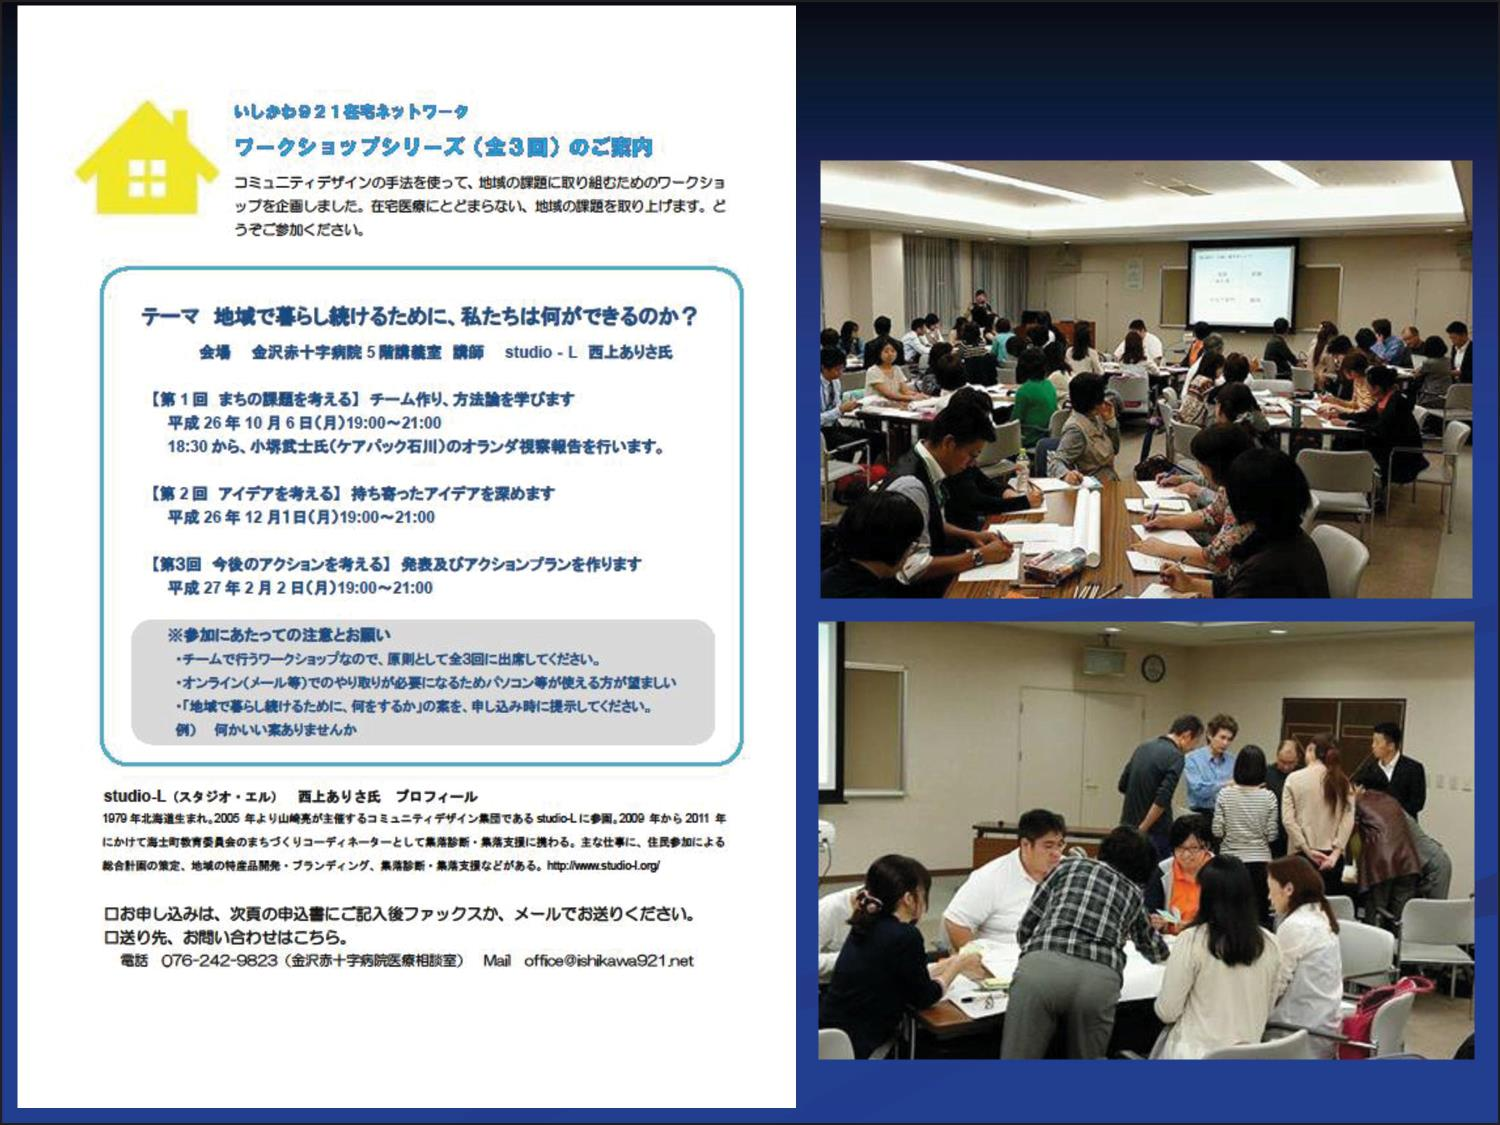 いしかわ921在宅ネットワーク
ワークショップシリーズ（全3回）のご案内
コミュニティデザインの手法を使って、地域の課題に取り組むためのワークショ
ップを企画しました。在宅医療にとどまらない、地域の課題を取り上げます。ど
うぞご参加ください。
テーマ 地域で暮らし続けるために、私たちは何ができるのか？
会場 金沢赤十字病院5階講義室 講師 studio - L 西上ありさ氏
【第1回 まちの課題を考える】 チーム作り、方法論を学びます
平成26年10月6日(月)19:00～21:00
18:30から、小堺武士氏(ケアパック石川)のオランダ視察報告を行います。
【第2回 アイデアを考える】 持ち寄ったアイデアを深めます
平成26年12月1日(月)19:00～21:00
【第3回 今後のアクションを考える】 発表及びアクションプランを作ります
平成27年2月2日(月)19:00～21:00
※参加にあたっての注意とお願い
・チームで行うワークショップなので、原則として全3回に出席してください。
・オンライン(メール等)でのやり取りが必要になるためパソコン等が使える方が望ましい
・「地域で暮らし続けるために、何をするか」の案を、申し込み時に提示してください。
例） 何かいい案ありませんか
studio-L（スタジオ・エル） 西上ありさ氏 プロフィール
1979年北海道生まれ。2005年より山崎亮が主催するコミュニティデザイン集団であるstudio-Lに参画。2009年から2011年
にかけて海士町教育委員会のまちづくりコーディネーターとして集落診断・集落支援に携わる。主な仕事に、住民参加による
総合計画の策定、地域の特産品開発・ブランディング、集落診断・集落支援などがある。http://www.studio-l.org/
□お申し込みは、次頁の申込書にご記入後ファックスか、メールでお送りください。
□送り先、お問い合わせはこちら。
電話 076-242-9823（金沢赤十字病院医療相談室） Mail office@ishikawa921.net